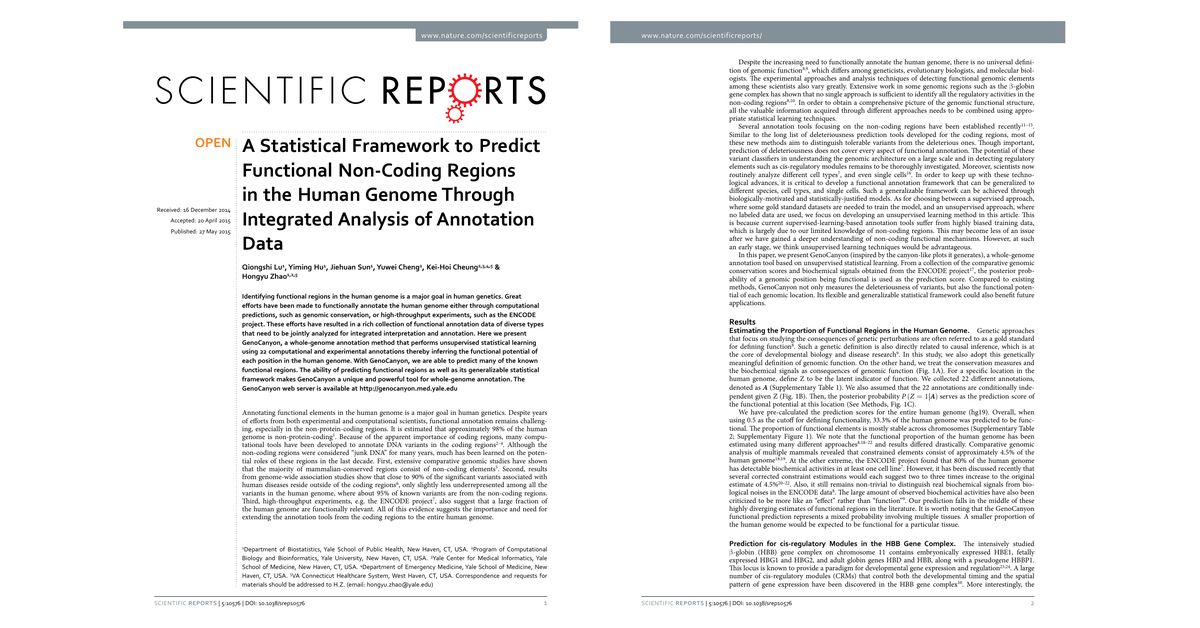 www.nature.com/scientificreports
SCIENTIFIC REPORTS
OPEN
A Statistical Framework to Predict
Functional Non-Coding Regions
in the Human Genome Through
Integrated Analysis of Annotation
Data
Received: 16 December 2014
Accepted: 20 April 2015
Published: 27 May 2015
Qiongshi Lu¹, Yiming Hu¹, Jiehuan Sun¹, Yuwei Cheng², Kei-Hoi Cheung²,³,⁴,⁵ &
Hongyu Zhao¹,²,⁵
Identifying functional regions in the human genome is a major goal in human genetics. Great
efforts have been made to functionally annotate the human genome either through computational
predictions, such as genomic conservation, or high-throughput experiments, such as the ENCODE
project. These efforts have resulted in a rich collection of functional annotation data of diverse types
that need to be jointly analyzed for integrated interpretation and annotation. Here we present
GenoCanyon, a whole-genome annotation method that performs unsupervised statistical learning
using 22 computational and experimental annotations thereby inferring the functional potential of
each position in the human genome. With GenoCanyon, we are able to predict many of the known
functional regions. The ability of predicting functional regions as well as its generalizable statistical
framework makes GenoCanyon a unique and powerful tool for whole-genome annotation. The
GenoCanyon web server is available at http://genocanyon.med.yale.edu
Annotating functional elements in the human genome is a major goal in human genetics. Despite years
of efforts from both experimental and computational scientists, functional annotation remains challeng-
ing, especially in the non-protein-coding regions. It is estimated that approximately 98% of the human
genome is non-protein-coding¹. Because of the apparent importance of coding regions, many compu-
tational tools have been developed to annotate DNA variants in the coding regions²⁻⁴. Although the
non-coding regions were considered “junk DNA” for many years, much has been learned on the poten-
tial roles of these regions in the last decade. First, extensive comparative genomic studies have shown
that the majority of mammalian-conserved regions consist of non-coding elements⁵. Second, results
from genome-wide association studies show that close to 90% of the significant variants associated with
human diseases reside outside of the coding regions⁶, only slightly less underrepresented among all the
variants in the human genome, where about 95% of known variants are from the non-coding regions.
Third, high-throughput experiments, e.g. the ENCODE project⁷, also suggest that a large fraction of
the human genome are functionally relevant. All of this evidence suggests the importance and need for
extending the annotation tools from the coding regions to the entire human genome.
¹Department of Biostatistics, Yale School of Public Health, New Haven, CT, USA. ²Program of Computational
Biology and Bioinformatics, Yale University, New Haven, CT, USA. ³Yale Center for Medical Informatics, Yale
School of Medicine, New Haven, CT, USA. ⁴Department of Emergency Medicine, Yale School of Medicine, New
Haven, CT, USA. ⁵VA Connecticut Healthcare System, West Haven, CT, USA. Correspondence and requests for
materials should be addressed to H.Z. (email: hongyu.zhao@yale.edu)
SCIENTIFIC REPORTS | 5:10576 | DOI: 10.1038/srep10576
1
www.nature.com/scientificreports/
Despite the increasing need to functionally annotate the human genome, there is no universal defini-
tion of genomic function⁸,⁹, which differs among geneticists, evolutionary biologists, and molecular biol-
ogists. The experimental approaches and analysis techniques of detecting functional genomic elements
among these scientists also vary greatly. Extensive work in some genomic regions such as the β-globin
gene complex has shown that no single approach is sufficient to identify all the regulatory activities in the
non-coding regions⁸,¹⁰. In order to obtain a comprehensive picture of the genomic functional structure,
all the valuable information acquired through different approaches needs to be combined using appro-
priate statistical learning techniques.
Several annotation tools focusing on the non-coding regions have been established recently¹¹⁻¹⁵.
Similar to the long list of deleteriousness prediction tools developed for the coding regions, most of
these new methods aim to distinguish tolerable variants from the deleterious ones. Though important,
prediction of deleteriousness does not cover every aspect of functional annotation. The potential of these
variant classifiers in understanding the genomic architecture on a large scale and in detecting regulatory
elements such as cis-regulatory modules remains to be thoroughly investigated. Moreover, scientists now
routinely analyze different cell types⁷, and even single cells¹⁶. In order to keep up with these techno-
logical advances, it is critical to develop a functional annotation framework that can be generalized to
different species, cell types, and single cells. Such a generalizable framework can be achieved through
biologically-motivated and statistically-justified models. As for choosing between a supervised approach,
where some gold standard datasets are needed to train the model, and an unsupervised approach, where
no labeled data are used, we focus on developing an unsupervised learning method in this article. This
is because current supervised-learning-based annotation tools suffer from highly biased training data,
which is largely due to our limited knowledge of non-coding regions. This may become less of an issue
after we have gained a deeper understanding of non-coding functional mechanisms. However, at such
an early stage, we think unsupervised learning techniques would be advantageous.
In this paper, we present GenoCanyon (inspired by the canyon-like plots it generates), a whole-genome
annotation tool based on unsupervised statistical learning. From a collection of the comparative genomic
conservation scores and biochemical signals obtained from the ENCODE project¹⁷, the posterior prob-
ability of a genomic position being functional is used as the prediction score. Compared to existing
methods, GenoCanyon not only measures the deleteriousness of variants, but also the functional poten-
tial of each genomic location. Its flexible and generalizable statistical framework could also benefit future
applications.
Results
Estimating the Proportion of Functional Regions in the Human Genome. Genetic approaches
that focus on studying the consequences of genetic perturbations are often referred to as a gold standard
for defining function⁸. Such a genetic definition is also directly related to causal inference, which is at
the core of developmental biology and disease research⁹. In this study, we also adopt this genetically
meaningful definition of function. On the other hand, we treat the conservation measures and
the biochemical signals as consequences of genomic function (Fig. 1A). For a specific location in the
human genome, define Z to be the latent indicator of function. We collected 22 different annotations,
denoted as A (Supplementary Table 1). We also assumed that the 22 annotations are conditionally inde-
pendent given Z (Fig. 1B). Then, the posterior probability P(Z = 1|A) serves as the prediction score of
the functional potential at this location (See Methods, Fig. 1C).
We have pre-calculated the prediction scores for the entire human genome (hg19). Overall, when
using 0.5 as the cutoff for defining functionality, 33.3% of the human genome was predicted to be func-
tional. The proportion of functional elements is mostly stable across chromosomes (Supplementary Table
2; Supplementary Figure 1). We note that the functional proportion of the human genome has been
estimated using many different approaches⁸,¹⁸⁻²² and results differed drastically. Comparative genomic
analysis of multiple mammals revealed that constrained elements consist of approximately 4.5% of the
human genome¹⁸,¹⁹. At the other extreme, the ENCODE project found that 80% of the human genome
has detectable biochemical activities in at least one cell line⁷. However, it has been discussed recently that
several corrected constraint estimations would each suggest two to three times increase to the original
estimate of 4.5%²⁰⁻²². Also, it still remains non-trivial to distinguish real biochemical signals from bio-
logical noises in the ENCODE data⁸. The large amount of observed biochemical activities have also been
criticized to be more like an “effect” rather than “function”⁹. Our prediction falls in the middle of these
highly diverging estimates of functional regions in the literature. It is worth noting that the GenoCanyon
functional prediction represents a mixed probability involving multiple tissues. A smaller proportion of
the human genome would be expected to be functional for a particular tissue.
Prediction for cis-regulatory Modules in the HBB Gene Complex. The intensively studied
β-globin (HBB) gene complex on chromosome 11 contains embryonically expressed HBE1, fetally
expressed HBG1 and HBG2, and adult globin genes HBD and HBB, along with a pseudogene HBBP1.
This locus is known to provide a paradigm for developmental gene expression and regulation²³,²⁴. A large
number of cis-regulatory modules (CRMs) that control both the developmental timing and the spatial
pattern of gene expression have been discovered in the HBB gene complex¹⁰. More interestingly, the
SCIENTIFIC REPORTS | 5:10576 | DOI: 10.1038/srep10576
2